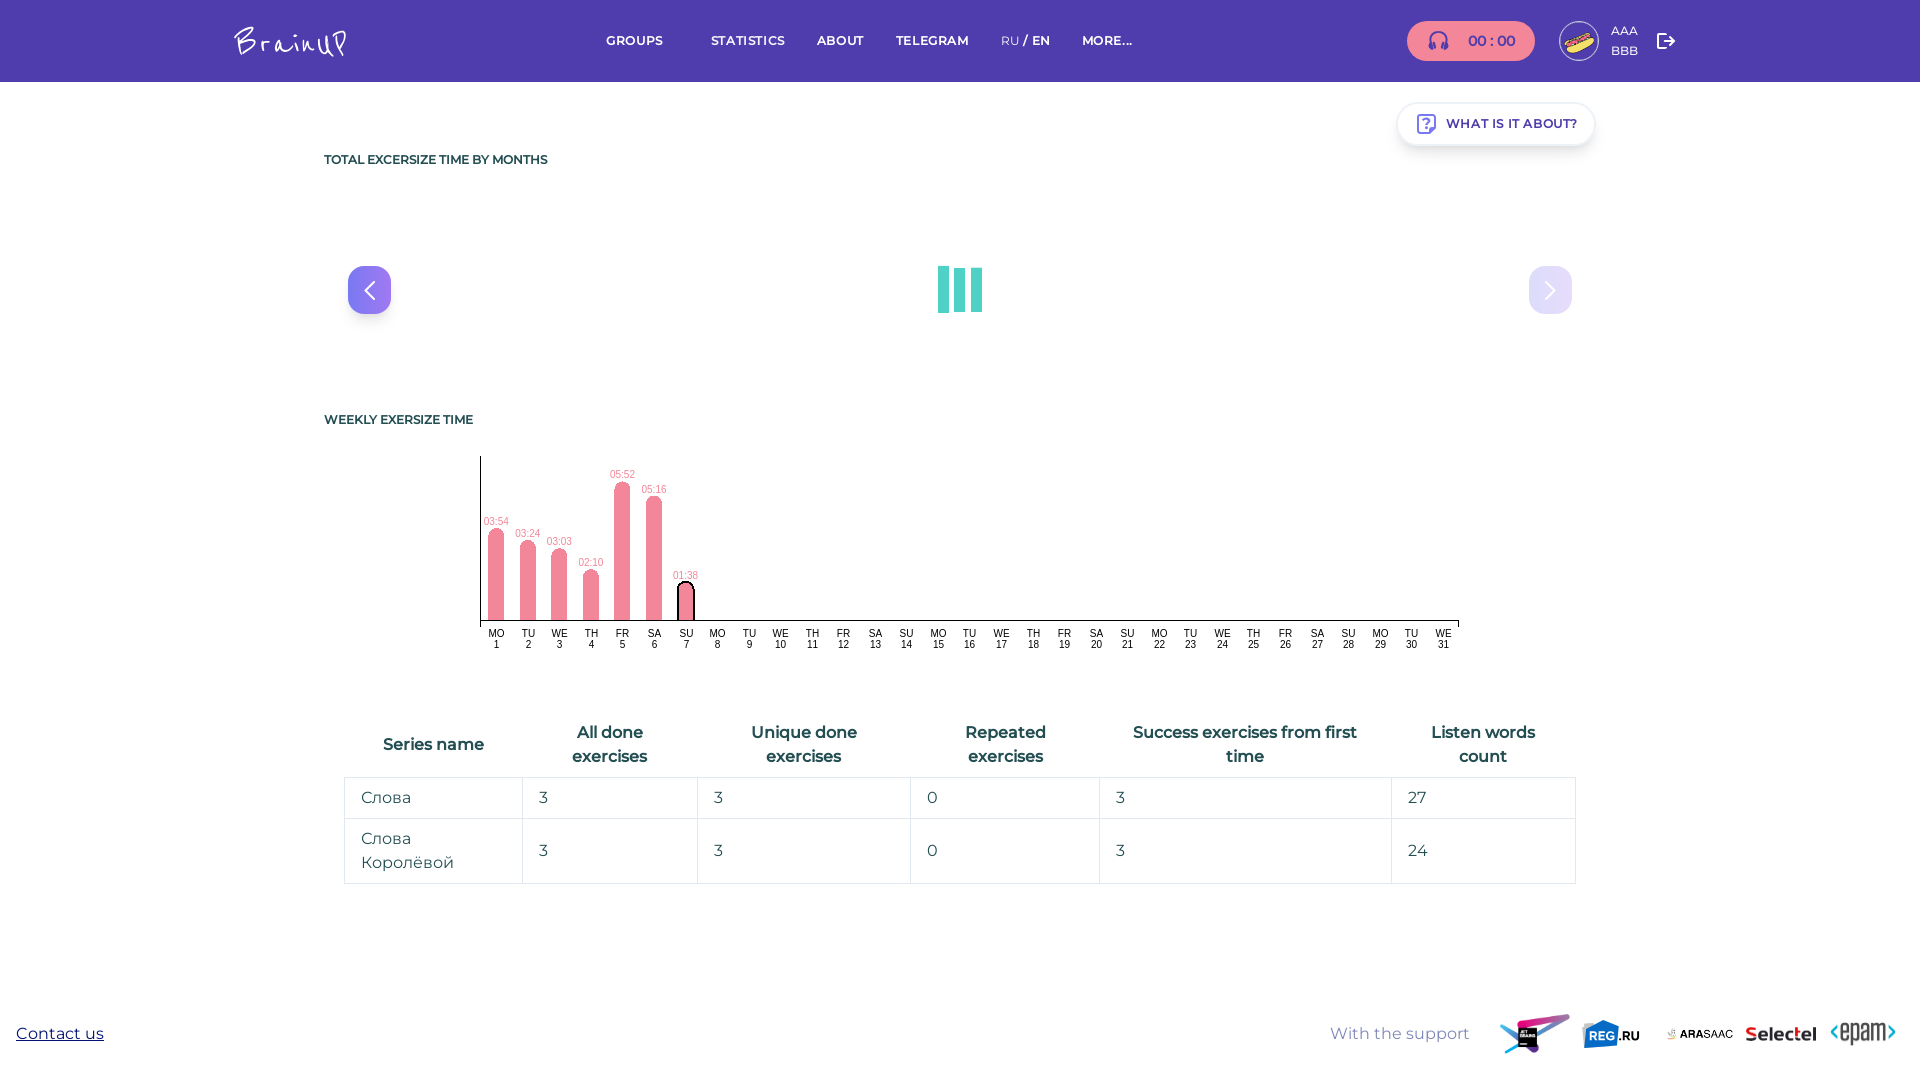 BrainUP
GROUPS STATISTICS ABOUT TELEGRAM RU / EN MORE...
00 : 00
AAA
BBB
WHAT IS IT ABOUT?
TOTAL EXCERSIZE TIME BY MONTHS
WEEKLY EXERSIZE TIME
03:54 03:24 03:03 02:10 05:52 05:16 01:38
MO TU WE TH FR SA SU MO TU WE TH FR SA SU MO TU WE TH FR SA SU MO TU WE TH FR SA SU MO TU WE
1 2 3 4 5 6 7 8 9 10 11 12 13 14 15 16 17 18 19 20 21 22 23 24 25 26 27 28 29 30 31
Series name All done exercises Unique done exercises Repeated exercises Success exercises from first time Listen words count
Слова 3 3 0 3 27
Слова Королёвой 3 3 0 3 24
Contact us
With the support
JET BRAINS
REG.RU
ARASAAC
Selectel
<epam>